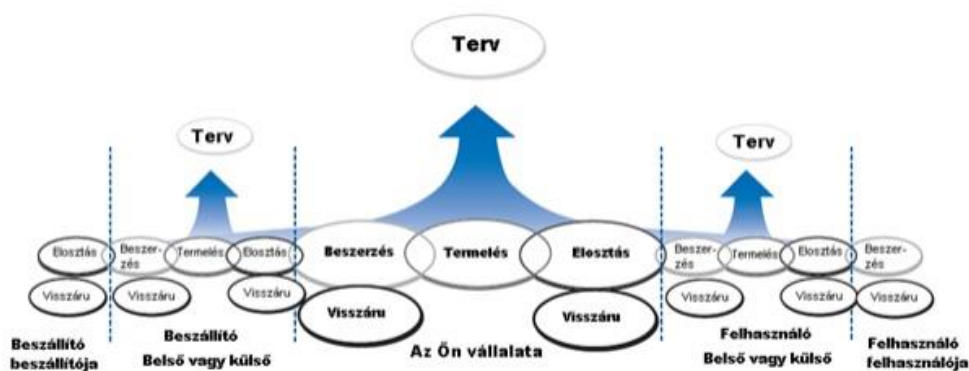 Terv
Terv
Terv
Elosztás
Beszer-
zés
Termelés
Elosztás
Beszerzés
Termelés
Elosztás
Beszer-
zés
Termelés
Elosztás
Beszer-
zés
Visszáru
Visszáru
Visszáru
Visszáru
Visszáru
Visszáru
Visszáru
Visszáru
Beszállító
beszállítója
Beszállító
Belső vagy külső
Az Ön vállalata
Felhasználó
Belső vagy külső
Felhasználó
felhasználója